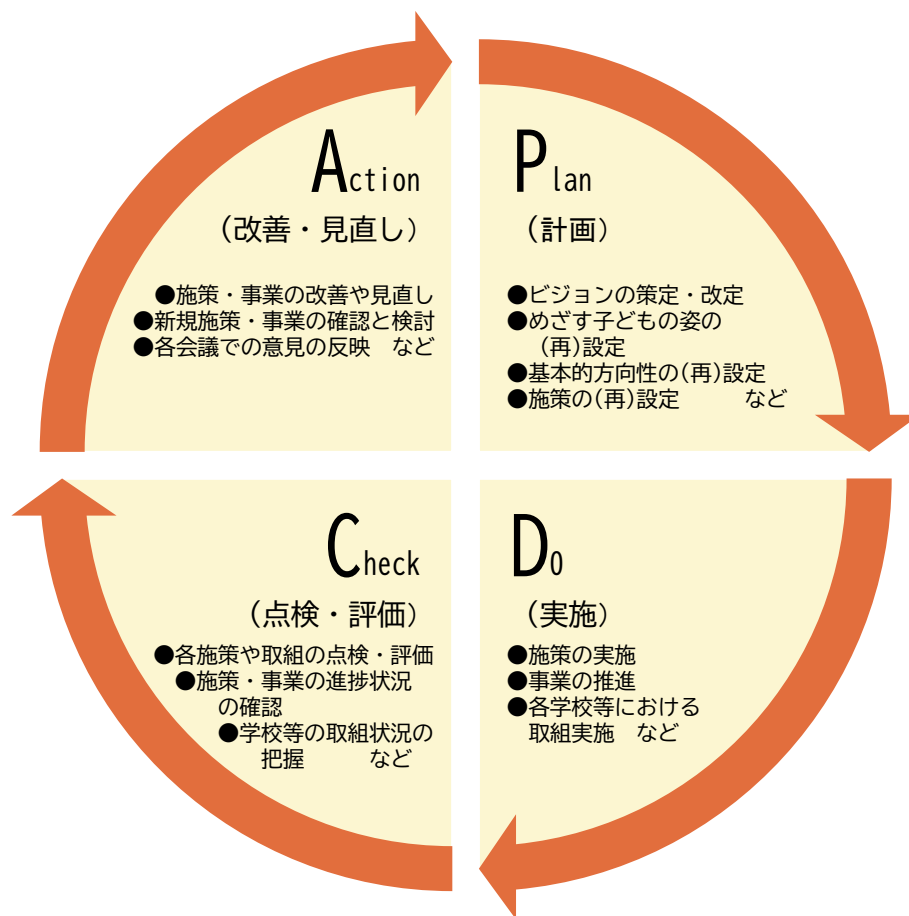 Plan
（計画）
●ビジョンの策定・改定
●めざす子どもの姿の
（再）設定
●基本的方向性の(再)設定
●施策の(再)設定　　　など
Do
（実施）
●施策の実施
●事業の推進
●各学校等における
取組実施　など
Check
（点検・評価）
●各施策や取組の点検・評価
●施策・事業の進捗状況
の確認
●学校等の取組状況の
把握　　　など
Action
（改善・見直し）
●施策・事業の改善や見直し
●新規施策・事業の確認と検討
●各会議での意見の反映　など